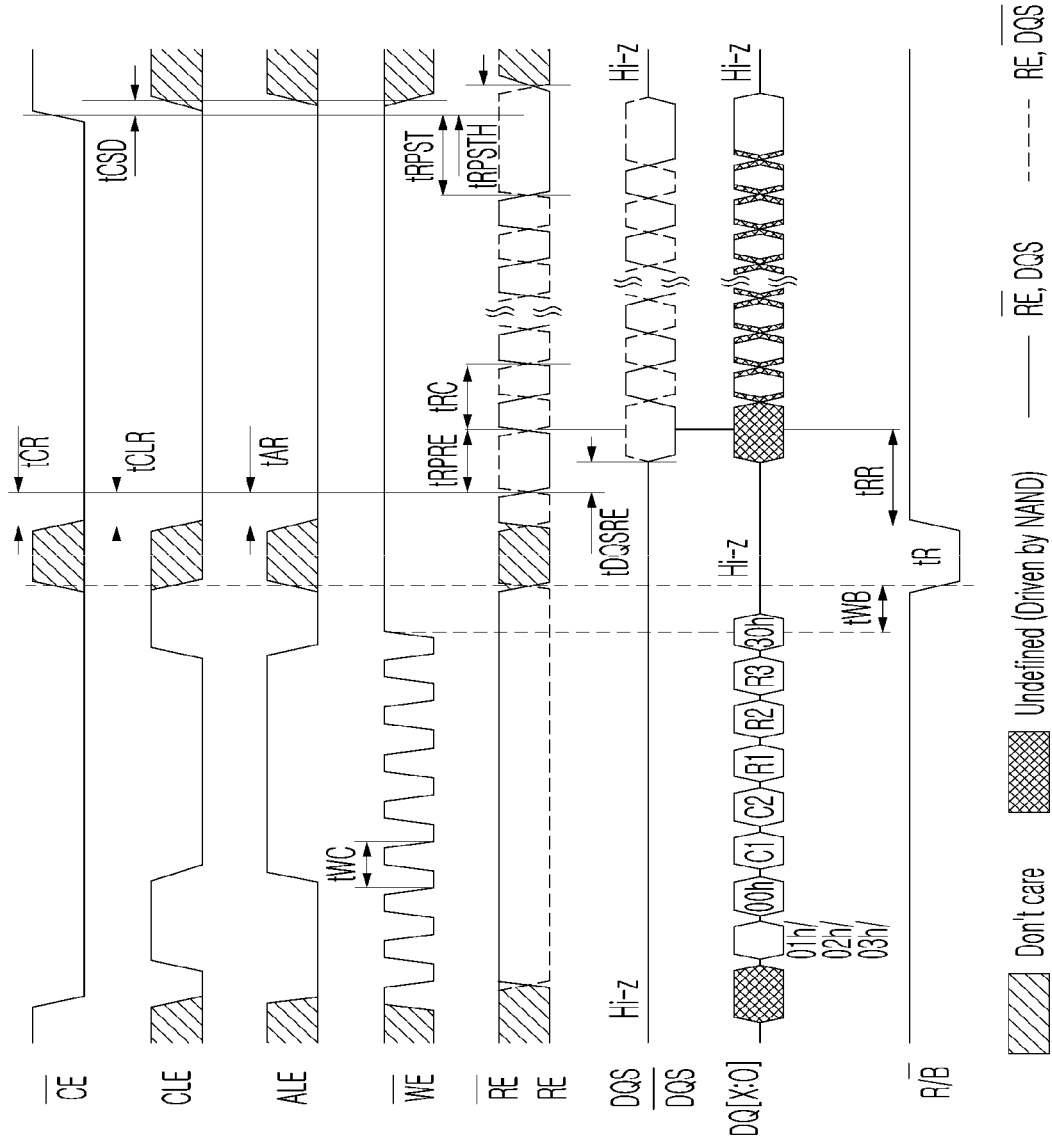 CE
CLE
ALE
WE
RE
RE
DQS
DQS
DQ[X:0]
R/B
tCR
tCLR
tAR
tCSD
tWC
tRPRE
tRC
tRPST
tRPSTH
tDQSRE
Hi-z
Hi-z
01h/
02h/
03h/
00h
C1
C2
R1
R2
R3
30h
Hi-z
Hi-z
tWB
tR
tRR
Don't care
Undefined (Driven by NAND)
RE, DQS
RE, DQS